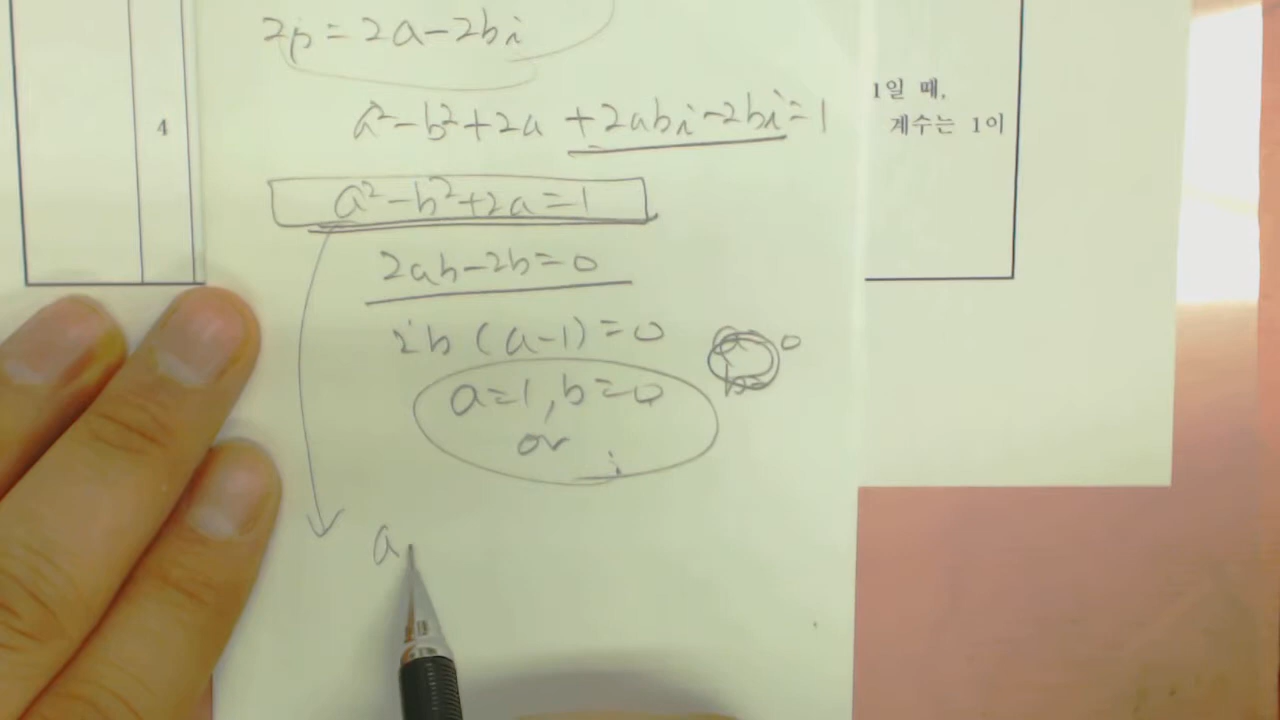 2β = 2a-2bi
a²-b²+2a +2abi-2bi=1
a²-b²+2a=1
2ab-2b=0
2b (a-1) = 0
a=1, b=0
or
a
4
1일 때,
계수는 1이